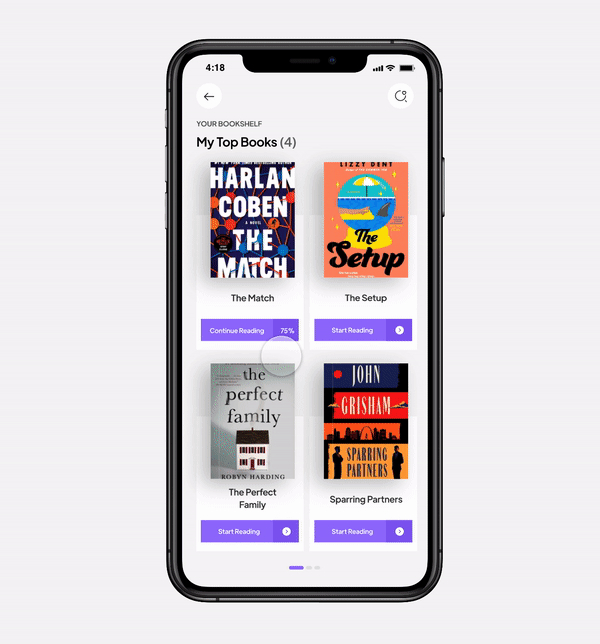 4:18
YOUR BOOKSHELF
My Top Books (4)
HARLAN
COBEN
A NOVEL
THE
MATCH
LIZZY DENT
The
Setup
The Match
The Setup
Continue Reading 75%
Start Reading
the
perfect
family
ROBYN HARDING
JOHN
GRISHAM
SPARRING
PARTNERS
The Perfect
Family
Sparring Partners
Start Reading
Start Reading